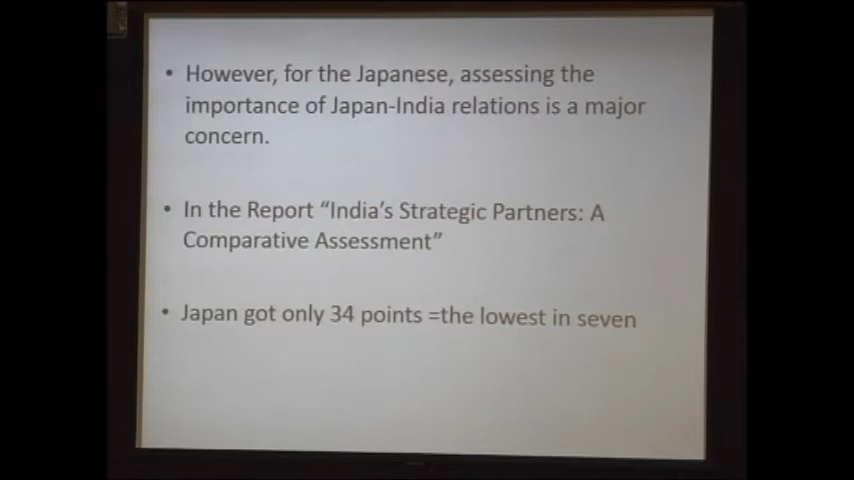 • However, for the Japanese, assessing the
importance of Japan-India relations is a major
concern.
• In the Report “India’s Strategic Partners: A
Comparative Assessment”
• Japan got only 34 points =the lowest in seven